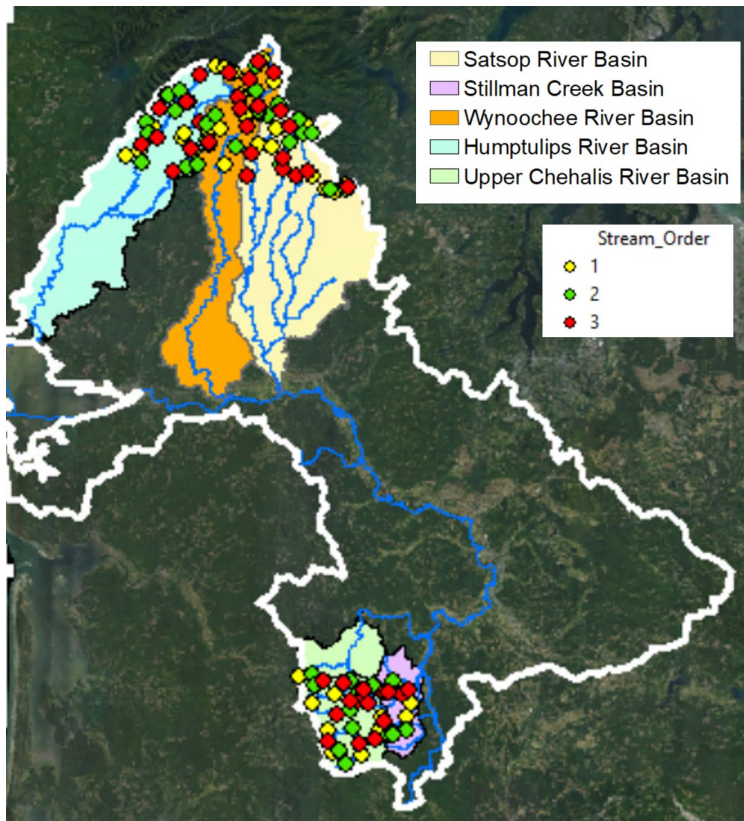 Satsop River Basin
Stillman Creek Basin
Wynoochee River Basin
Humptulips River Basin
Upper Chehalis River Basin
Stream_Order
1
2
3